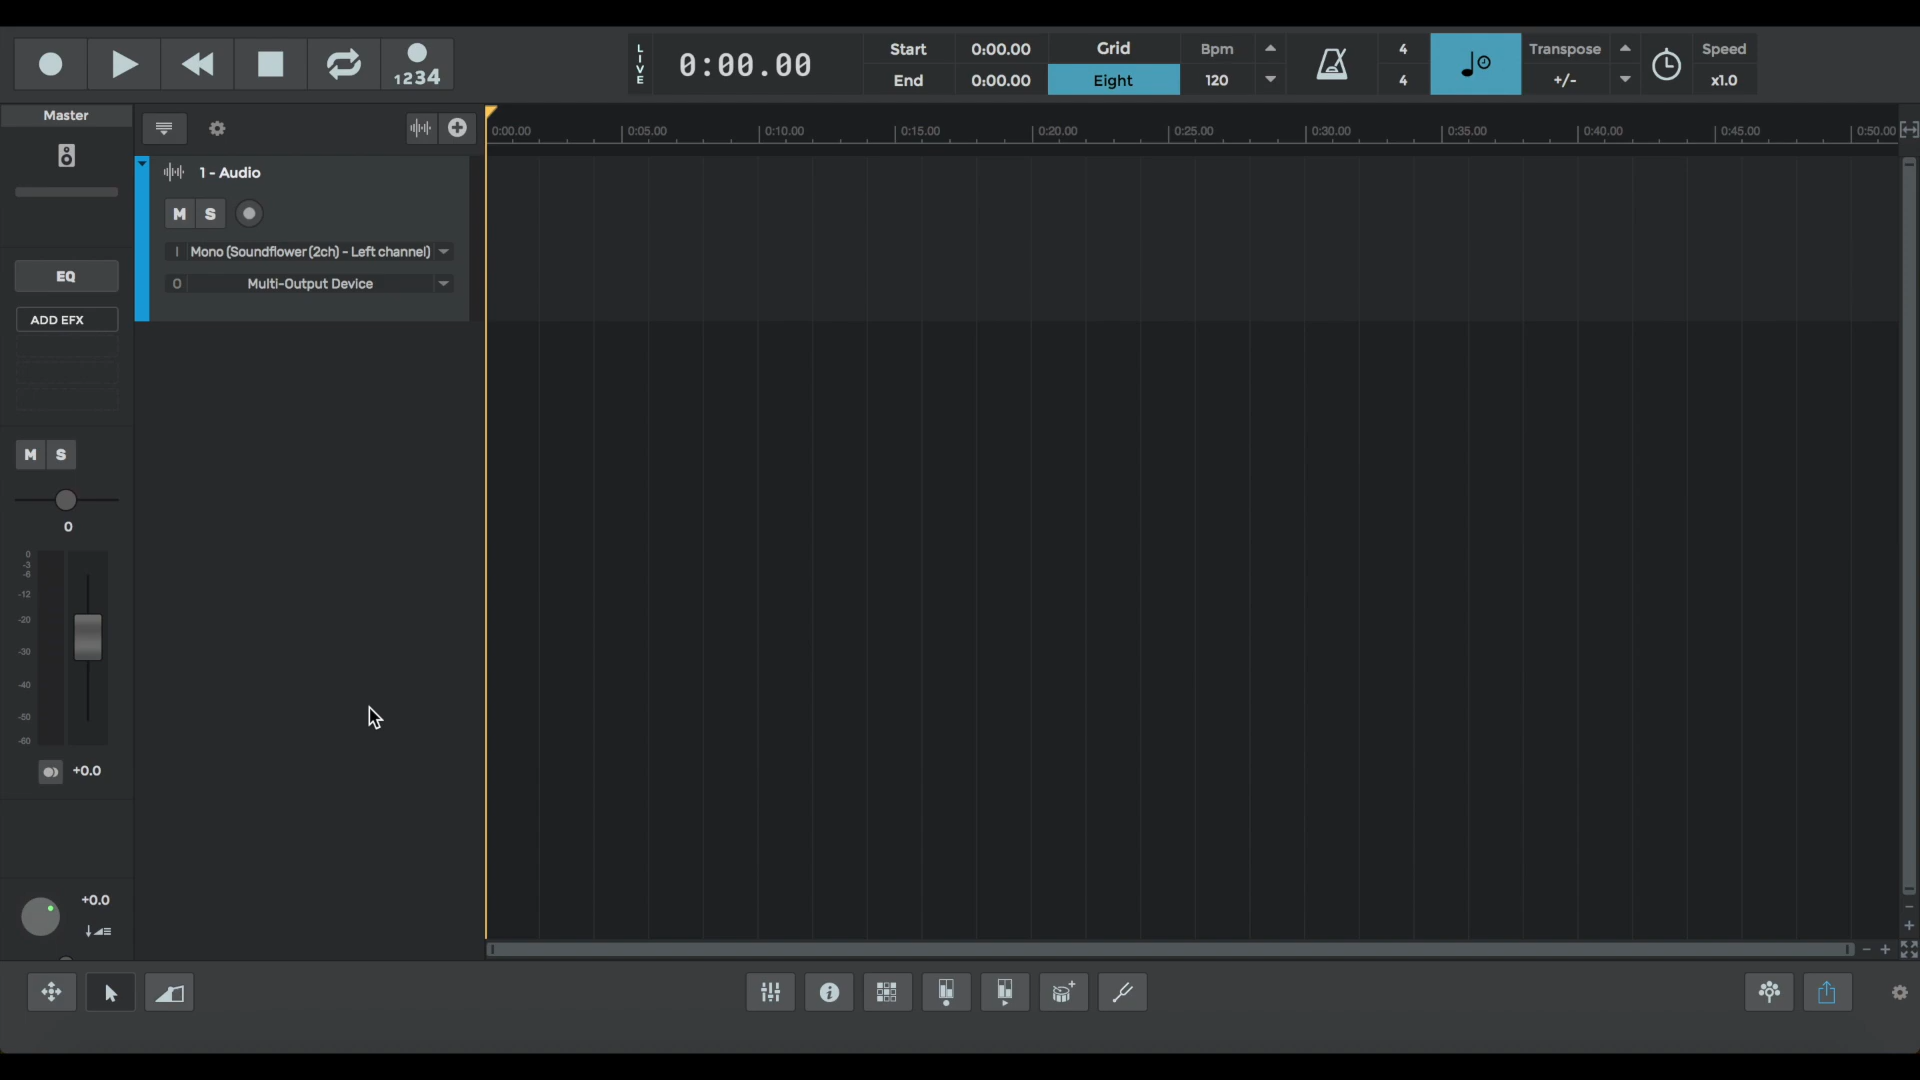 1234
LIVE
0:00.00
Start 0:00.00
End 0:00.00
Grid
Eight
Bpm
120
4
4
Transpose
+/-
Speed
x1.0
Master
0:00.00 0:05.00 0:10.00 0:15.00 0:20.00 0:25.00 0:30.00 0:35.00 0:40.00 0:45.00 0:50.00
1 - Audio
M S
I Mono (Soundflower (2ch) - Left channel)
O Multi-Output Device
EQ
ADD EFX
M S
0
0
-3
-6
-12
-20
-30
-40
-50
-60
+0.0
+0.0